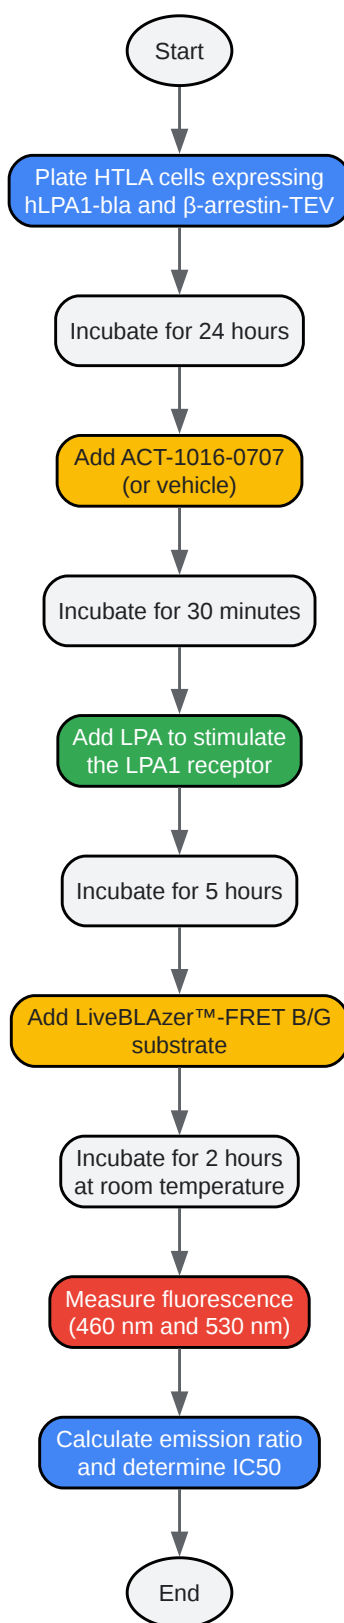 Start
Plate HTLA cells expressing
hLPA1-bla and β-arrestin-TEV
Incubate for 24 hours
Add ACT-1016-0707
(or vehicle)
Incubate for 30 minutes
Add LPA to stimulate
the LPA1 receptor
Incubate for 5 hours
Add LiveBLAzer™-FRET B/G
substrate
Incubate for 2 hours
at room temperature
Measure fluorescence
(460 nm and 530 nm)
Calculate emission ratio
and determine IC50
End